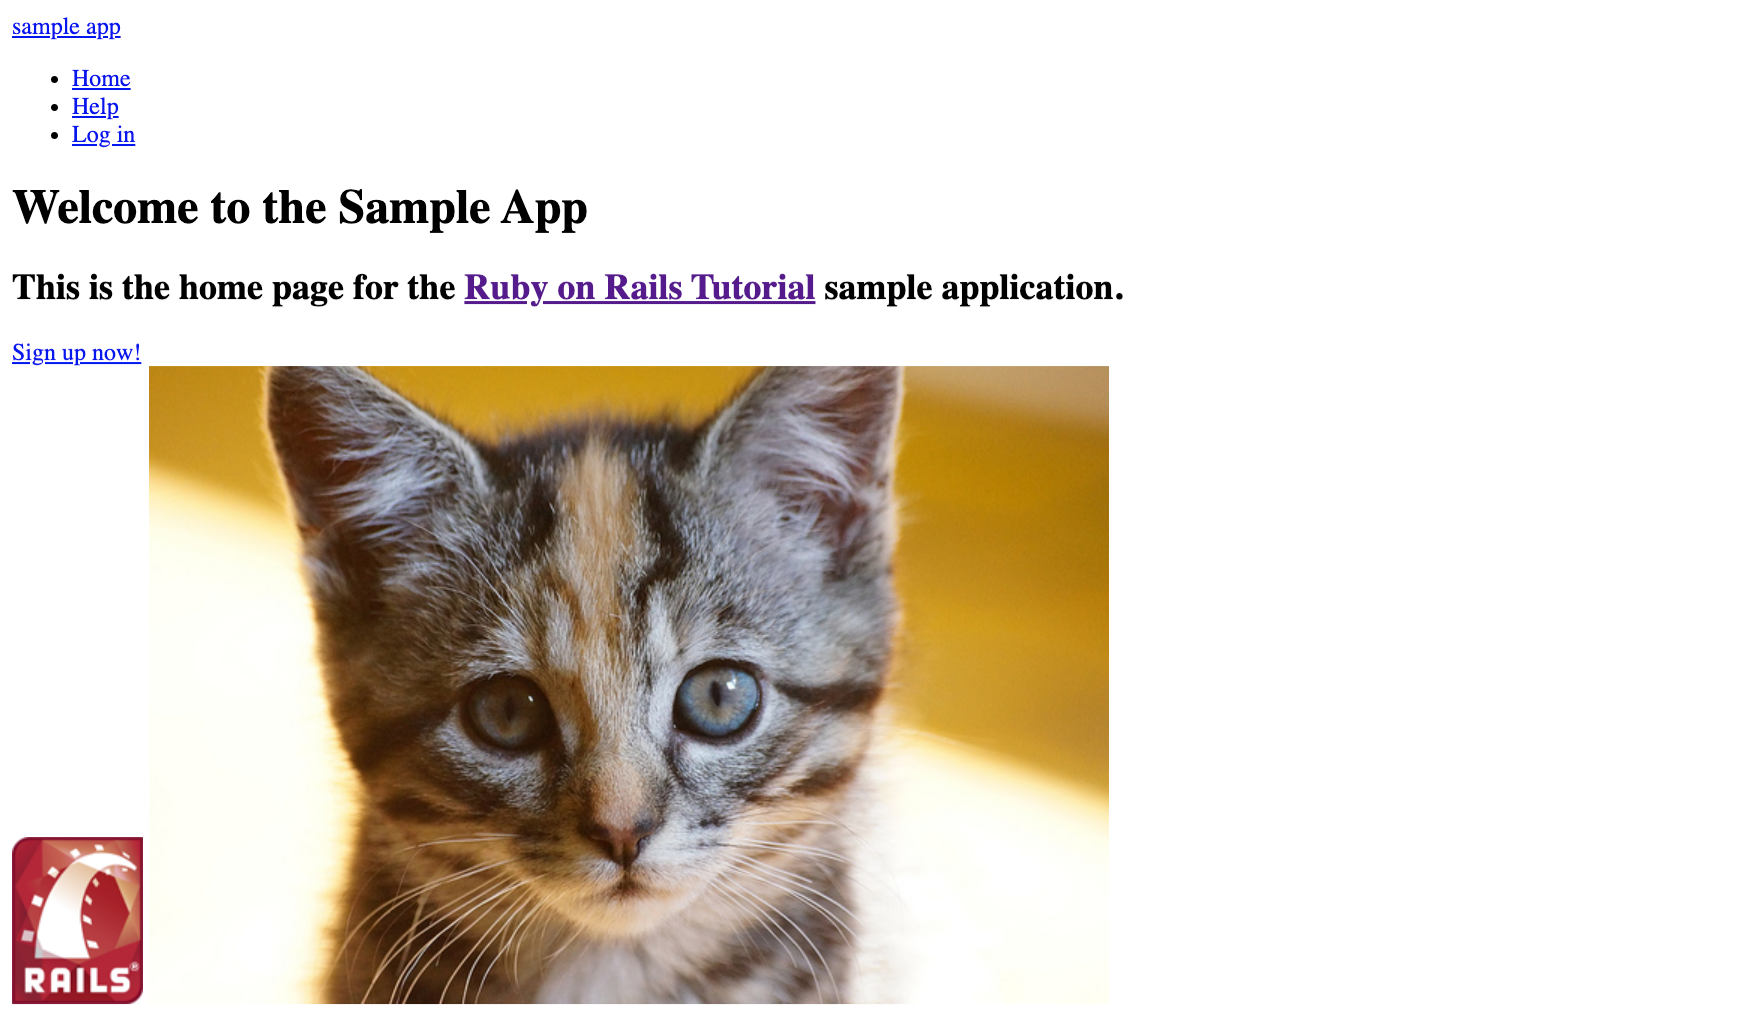 sample app
Home
Help
Log in
Welcome to the Sample App
This is the home page for the Ruby on Rails Tutorial sample application.
Sign up now!
RAILS®